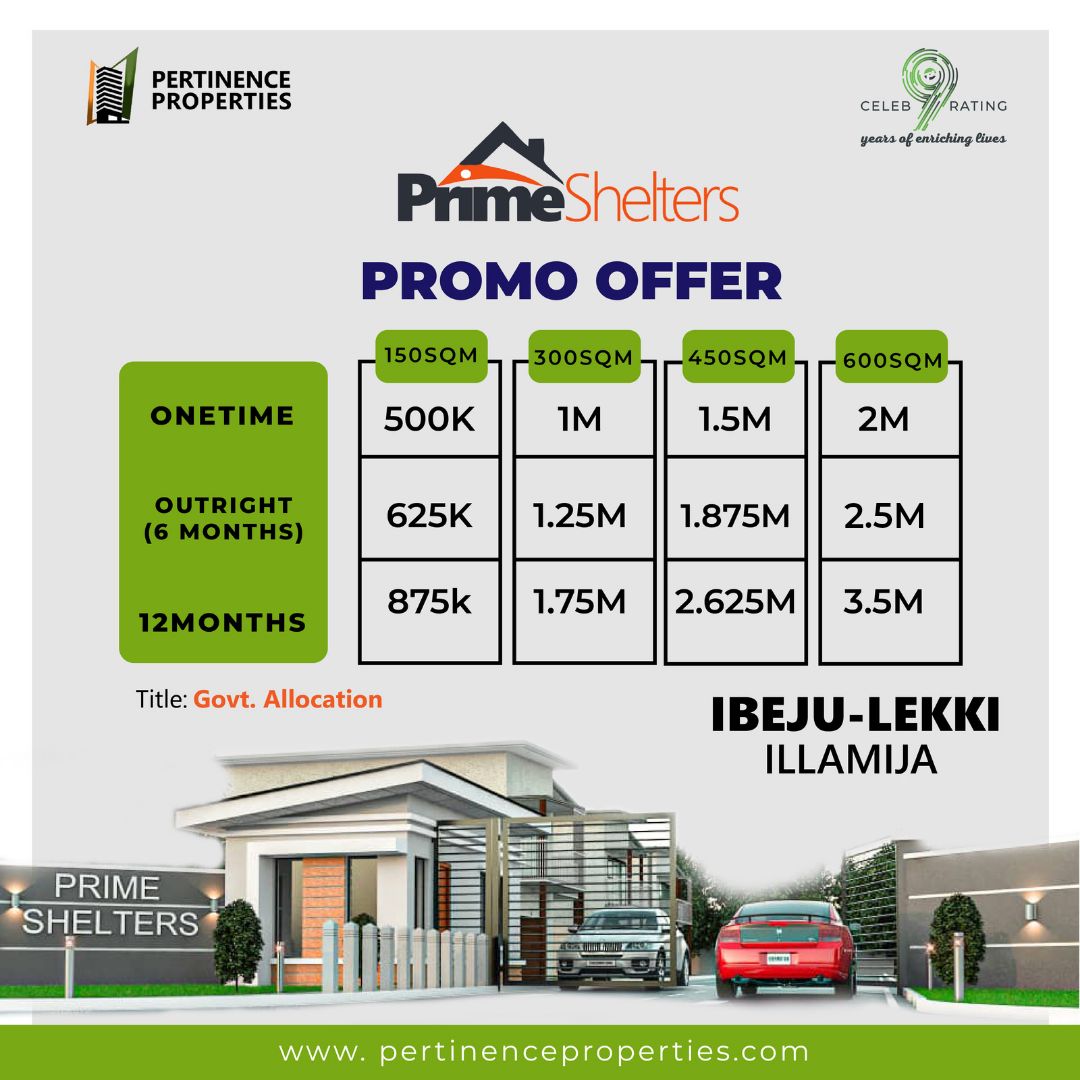 PERTINENCE
PROPERTIES
CELEB9RATING
years of enriching lives
PrimeShelters
PROMO OFFER
150SQM 300SQM 450SQM 600SQM
ONETIME 500K 1M 1.5M 2M
OUTRIGHT
(6 MONTHS) 625K 1.25M 1.875M 2.5M
12MONTHS 875k 1.75M 2.625M 3.5M
Title: Govt. Allocation
IBEJU-LEKKI
ILLAMIJA
PRIME
SHELTERS
www. pertinenceproperties.com